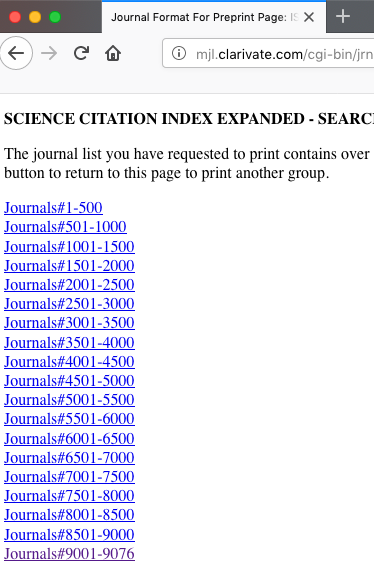 Journal Format For Preprint Page: IS
mjl.clarivate.com/cgi-bin/jrn
SCIENCE CITATION INDEX EXPANDED - SEARC
The journal list you have requested to print contains over
button to return to this page to print another group.
Journals#1-500
Journals#501-1000
Journals#1001-1500
Journals#1501-2000
Journals#2001-2500
Journals#2501-3000
Journals#3001-3500
Journals#3501-4000
Journals#4001-4500
Journals#4501-5000
Journals#5001-5500
Journals#5501-6000
Journals#6001-6500
Journals#6501-7000
Journals#7001-7500
Journals#7501-8000
Journals#8001-8500
Journals#8501-9000
Journals#9001-9076